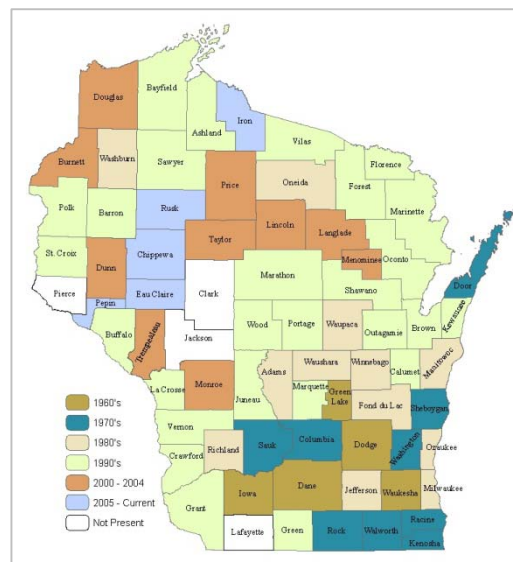 Douglas
Bayfield
Ashland
Iron
Vilas
Burnett
Washburn
Sawyer
Price
Oneida
Forest
Florence
Marinette
Polk
Barron
Rusk
Lincoln
Langlade
Taylor
Menominee
Oconto
St. Croix
Dunn
Chippewa
Marathon
Shawano
Door
Pierce
Pepin
Eau Claire
Clark
Kewaunee
Buffalo
Trempealeau
Jackson
Wood
Portage
Waupaca
Outagamie
Brown
Manitowoc
La Crosse
Monroe
Juneau
Adams
Waushara
Winnebago
Calumet
Marquette
Green
Lake
Fond du Lac
Sheboygan
Vernon
Crawford
Richland
Sauk
Columbia
Dodge
Washington
Ozaukee
Grant
Iowa
Dane
Jefferson
Waukesha
Milwaukee
Lafayette
Green
Rock
Walworth
Racine
Kenosha
1960's
1970's
1980's
1990's
2000 - 2004
2005 - Current
Not Present